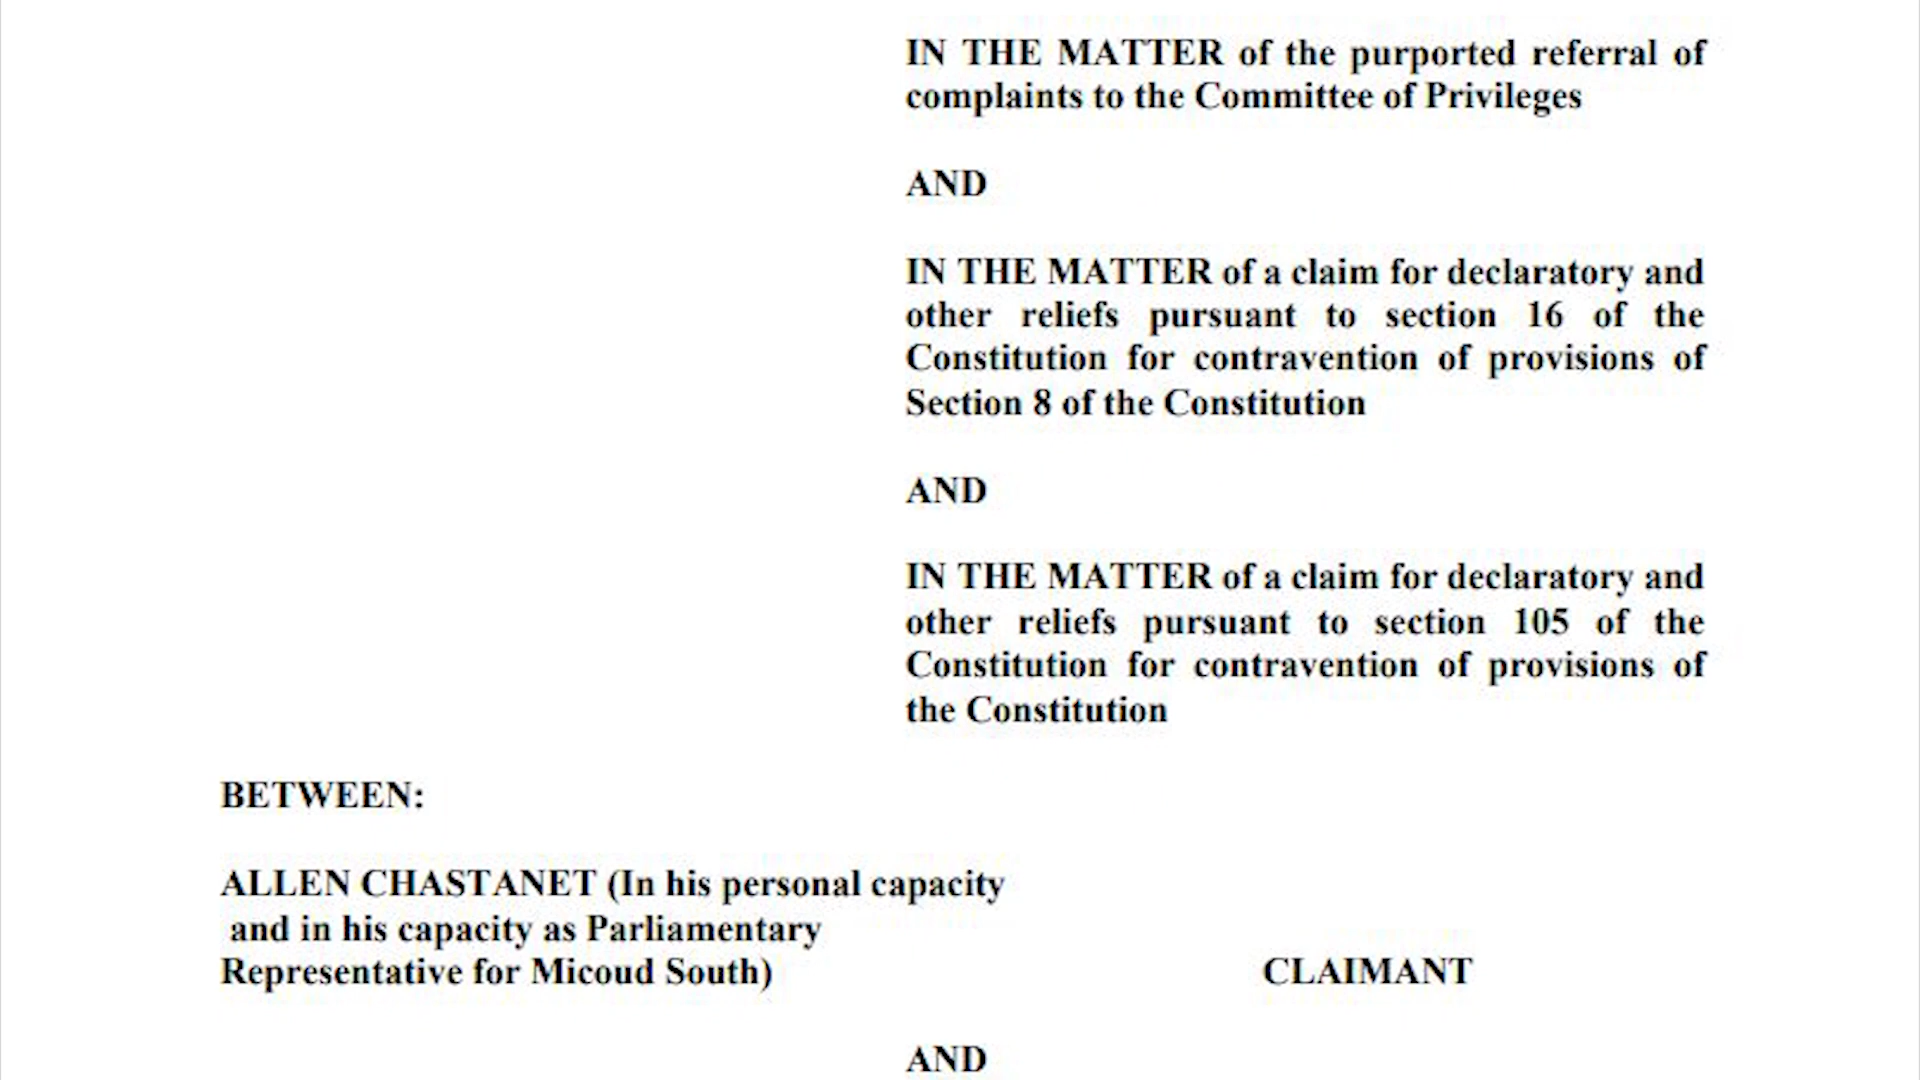 IN THE MATTER of the purported referral of
complaints to the Committee of Privileges
AND
IN THE MATTER of a claim for declaratory and
other reliefs pursuant to section 16 of the
Constitution for contravention of provisions of
Section 8 of the Constitution
AND
IN THE MATTER of a claim for declaratory and
other reliefs pursuant to section 105 of the
Constitution for contravention of provisions of
the Constitution
BETWEEN:
ALLEN CHASTANET (In his personal capacity
and in his capacity as Parliamentary
Representative for Micoud South) CLAIMANT
AND